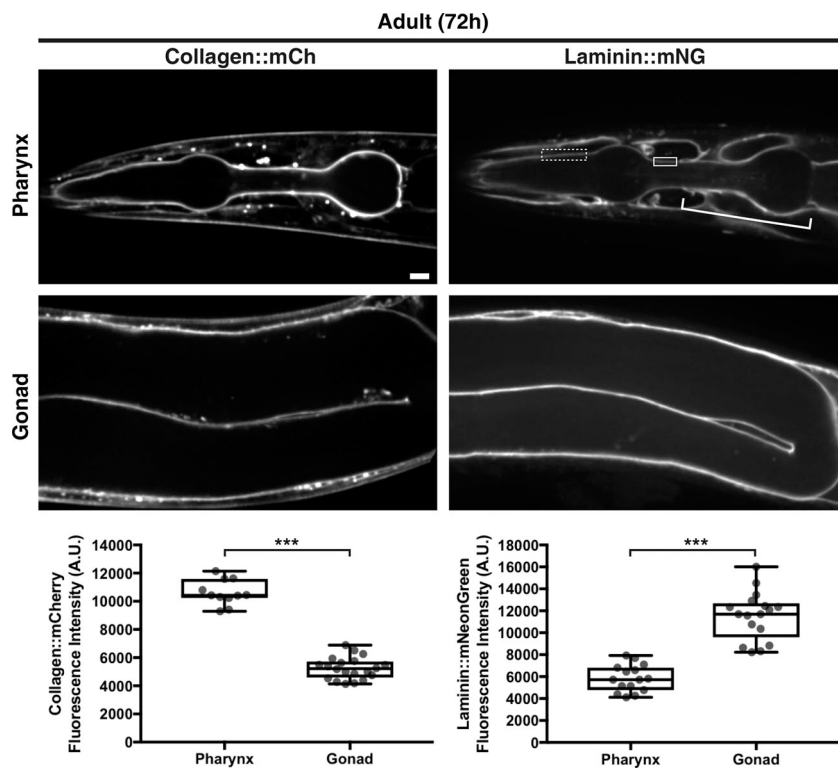 Adult (72h)
Collagen::mCh
Laminin::mNG
Pharynx
Gonad
Collagen::mCherry
Fluorescence Intensity (A.U.)
14000
12000
10000
8000
6000
4000
2000
0
***
Pharynx
Gonad
Laminin::mNeonGreen
Fluorescence Intensity (A.U.)
18000
16000
14000
12000
10000
8000
6000
4000
2000
0
***
Pharynx
Gonad